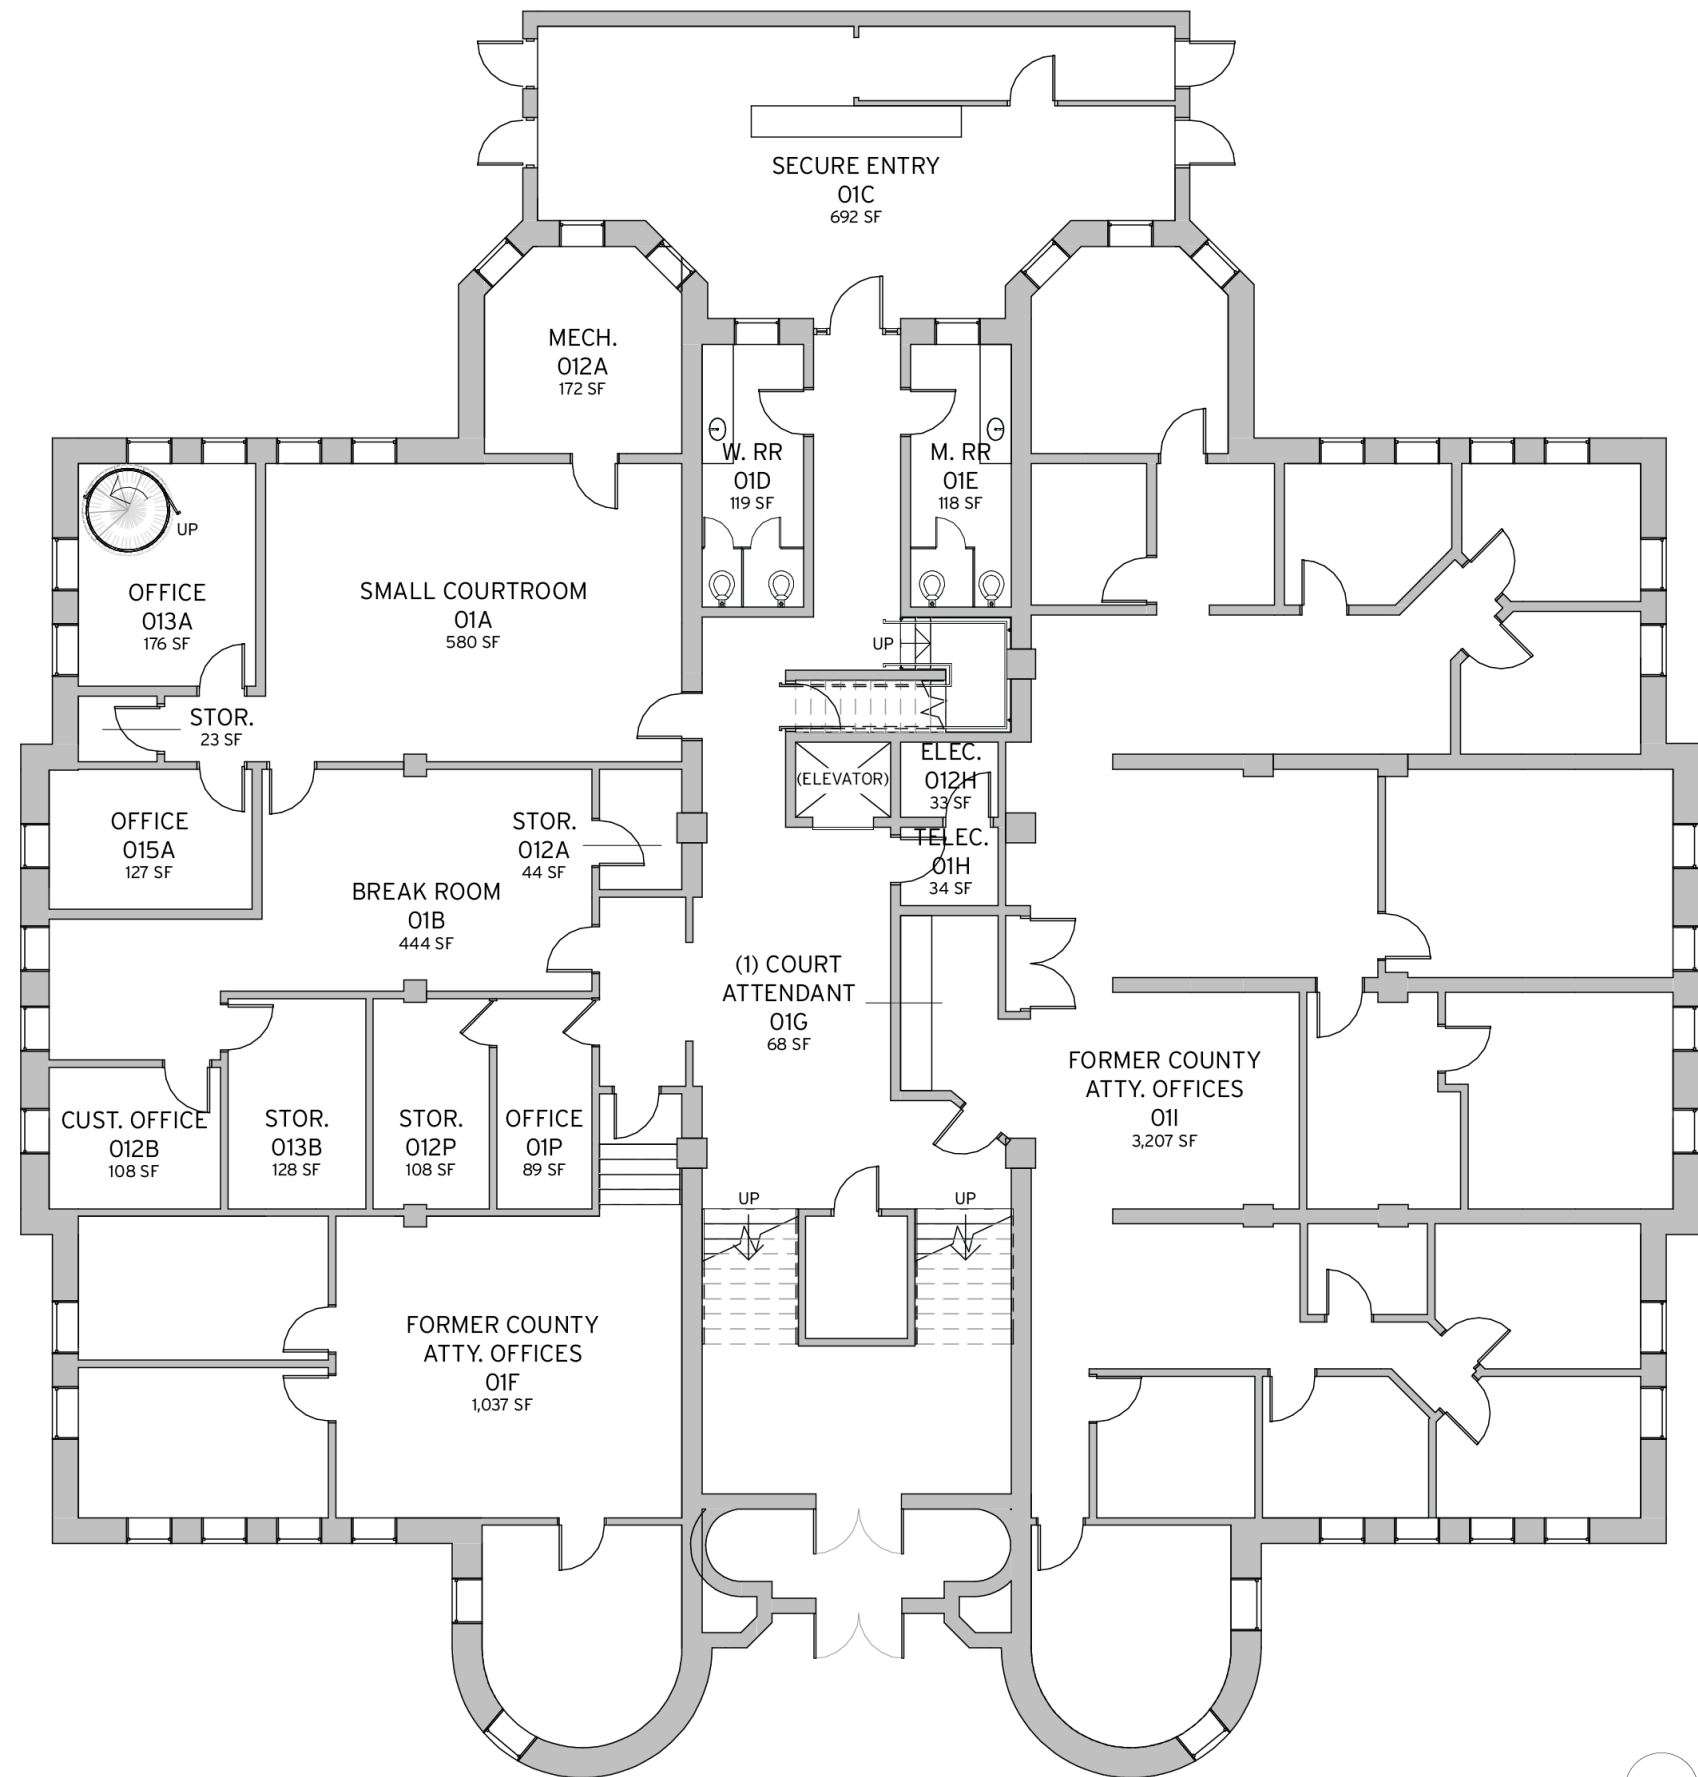 SECURE ENTRY
01C
692 SF
MECH.
012A
172 SF
W. RR
01D
119 SF
M. RR
01E
118 SF
UP
OFFICE
013A
176 SF
SMALL COURTROOM
01A
580 SF
UP
STOR.
23 SF
(ELEVATOR)
ELEC.
012H
33 SF
OFFICE
015A
127 SF
STOR.
012A
44 SF
TELEC.
01H
34 SF
BREAK ROOM
01B
444 SF
(1) COURT
ATTENDANT
01G
68 SF
FORMER COUNTY
ATTY. OFFICES
01I
3,207 SF
CUST. OFFICE
012B
108 SF
STOR.
013B
128 SF
STOR.
012P
108 SF
OFFICE
01P
89 SF
UP
UP
FORMER COUNTY
ATTY. OFFICES
01F
1,037 SF